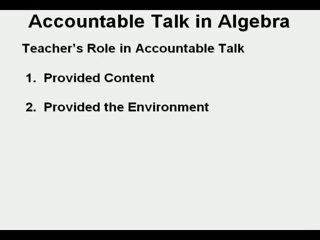 Accountable Talk in Algebra
Teacher's Role in Accountable Talk
1. Provided Content
2. Provided the Environment